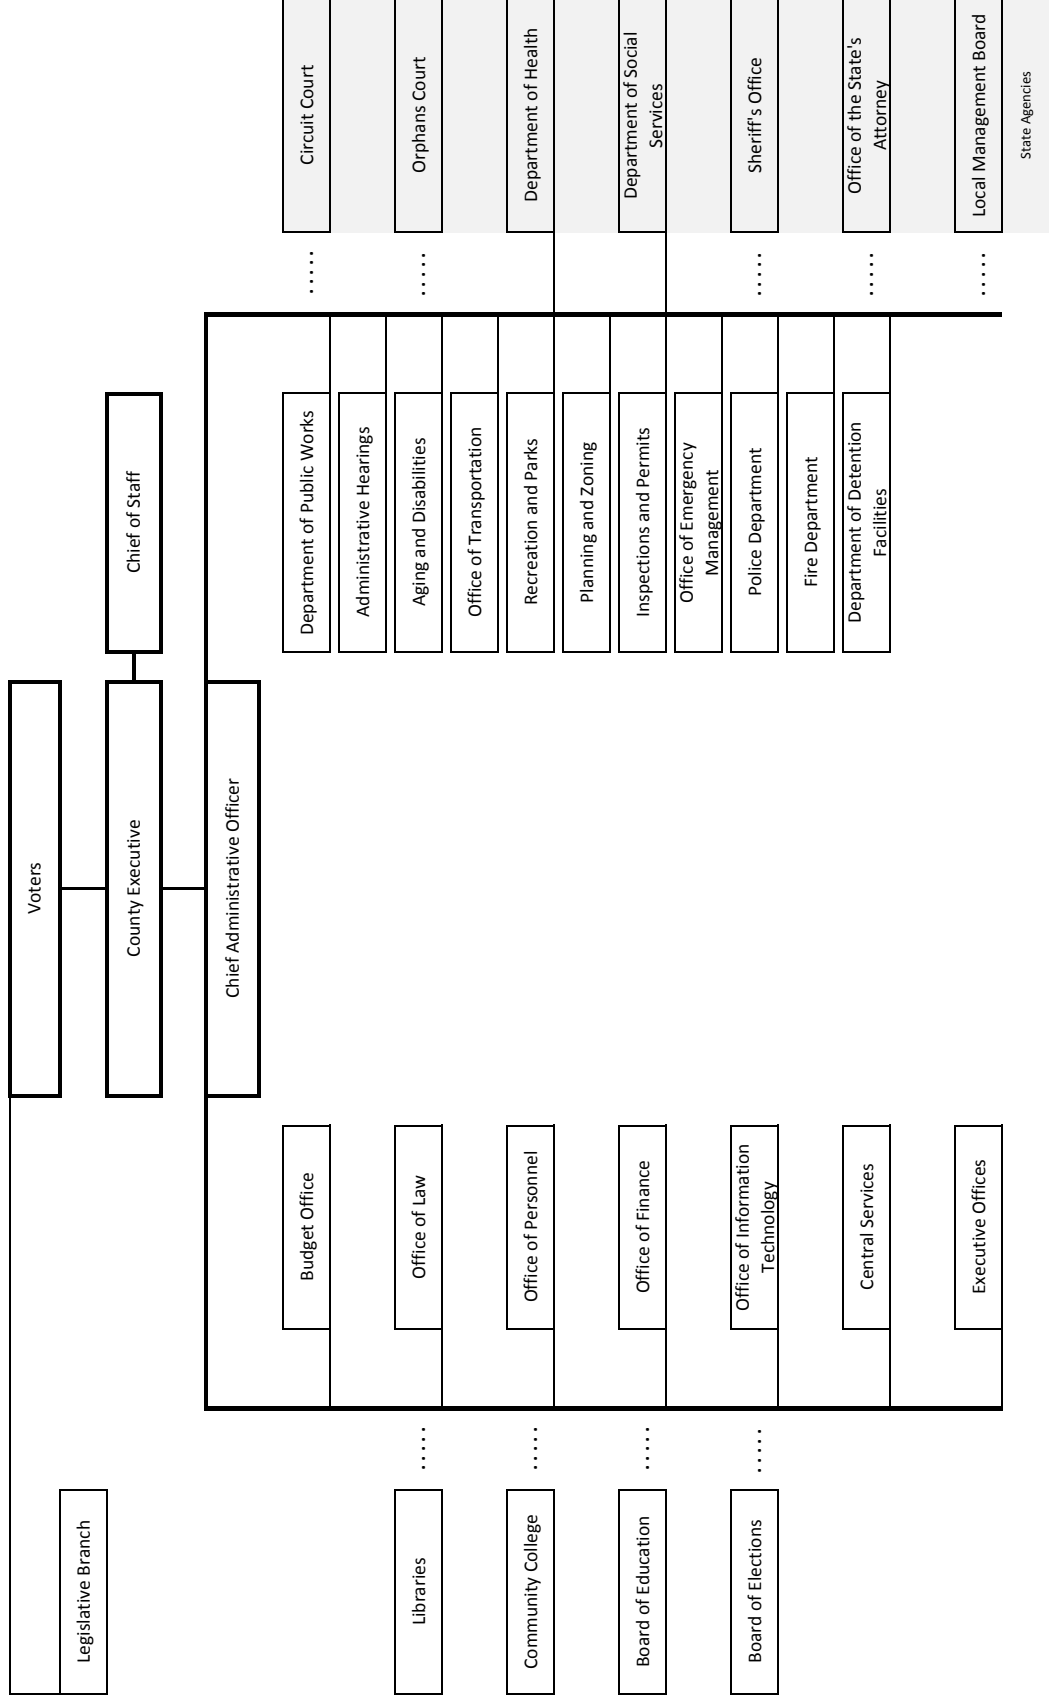 Voters
Legislative Branch
County Executive
Chief of Staff
Chief Administrative Officer
Budget Office
Department of Public Works
Circuit Court
.....
Administrative Hearings
Libraries
.....
Office of Law
Aging and Disabilities
.....
Orphans Court
Office of Transportation
Community College
.....
Office of Personnel
Recreation and Parks
Department of Health
Planning and Zoning
Board of Education
.....
Office of Finance
Inspections and Permits
Department of Social
Services
Office of Emergency
Management
Board of Elections
.....
Office of Information
Technology
Police Department
.....
Sheriff's Office
Fire Department
Central Services
Department of Detention
Facilities
.....
Office of the State's
Attorney
Executive Offices
.....
Local Management Board
State Agencies